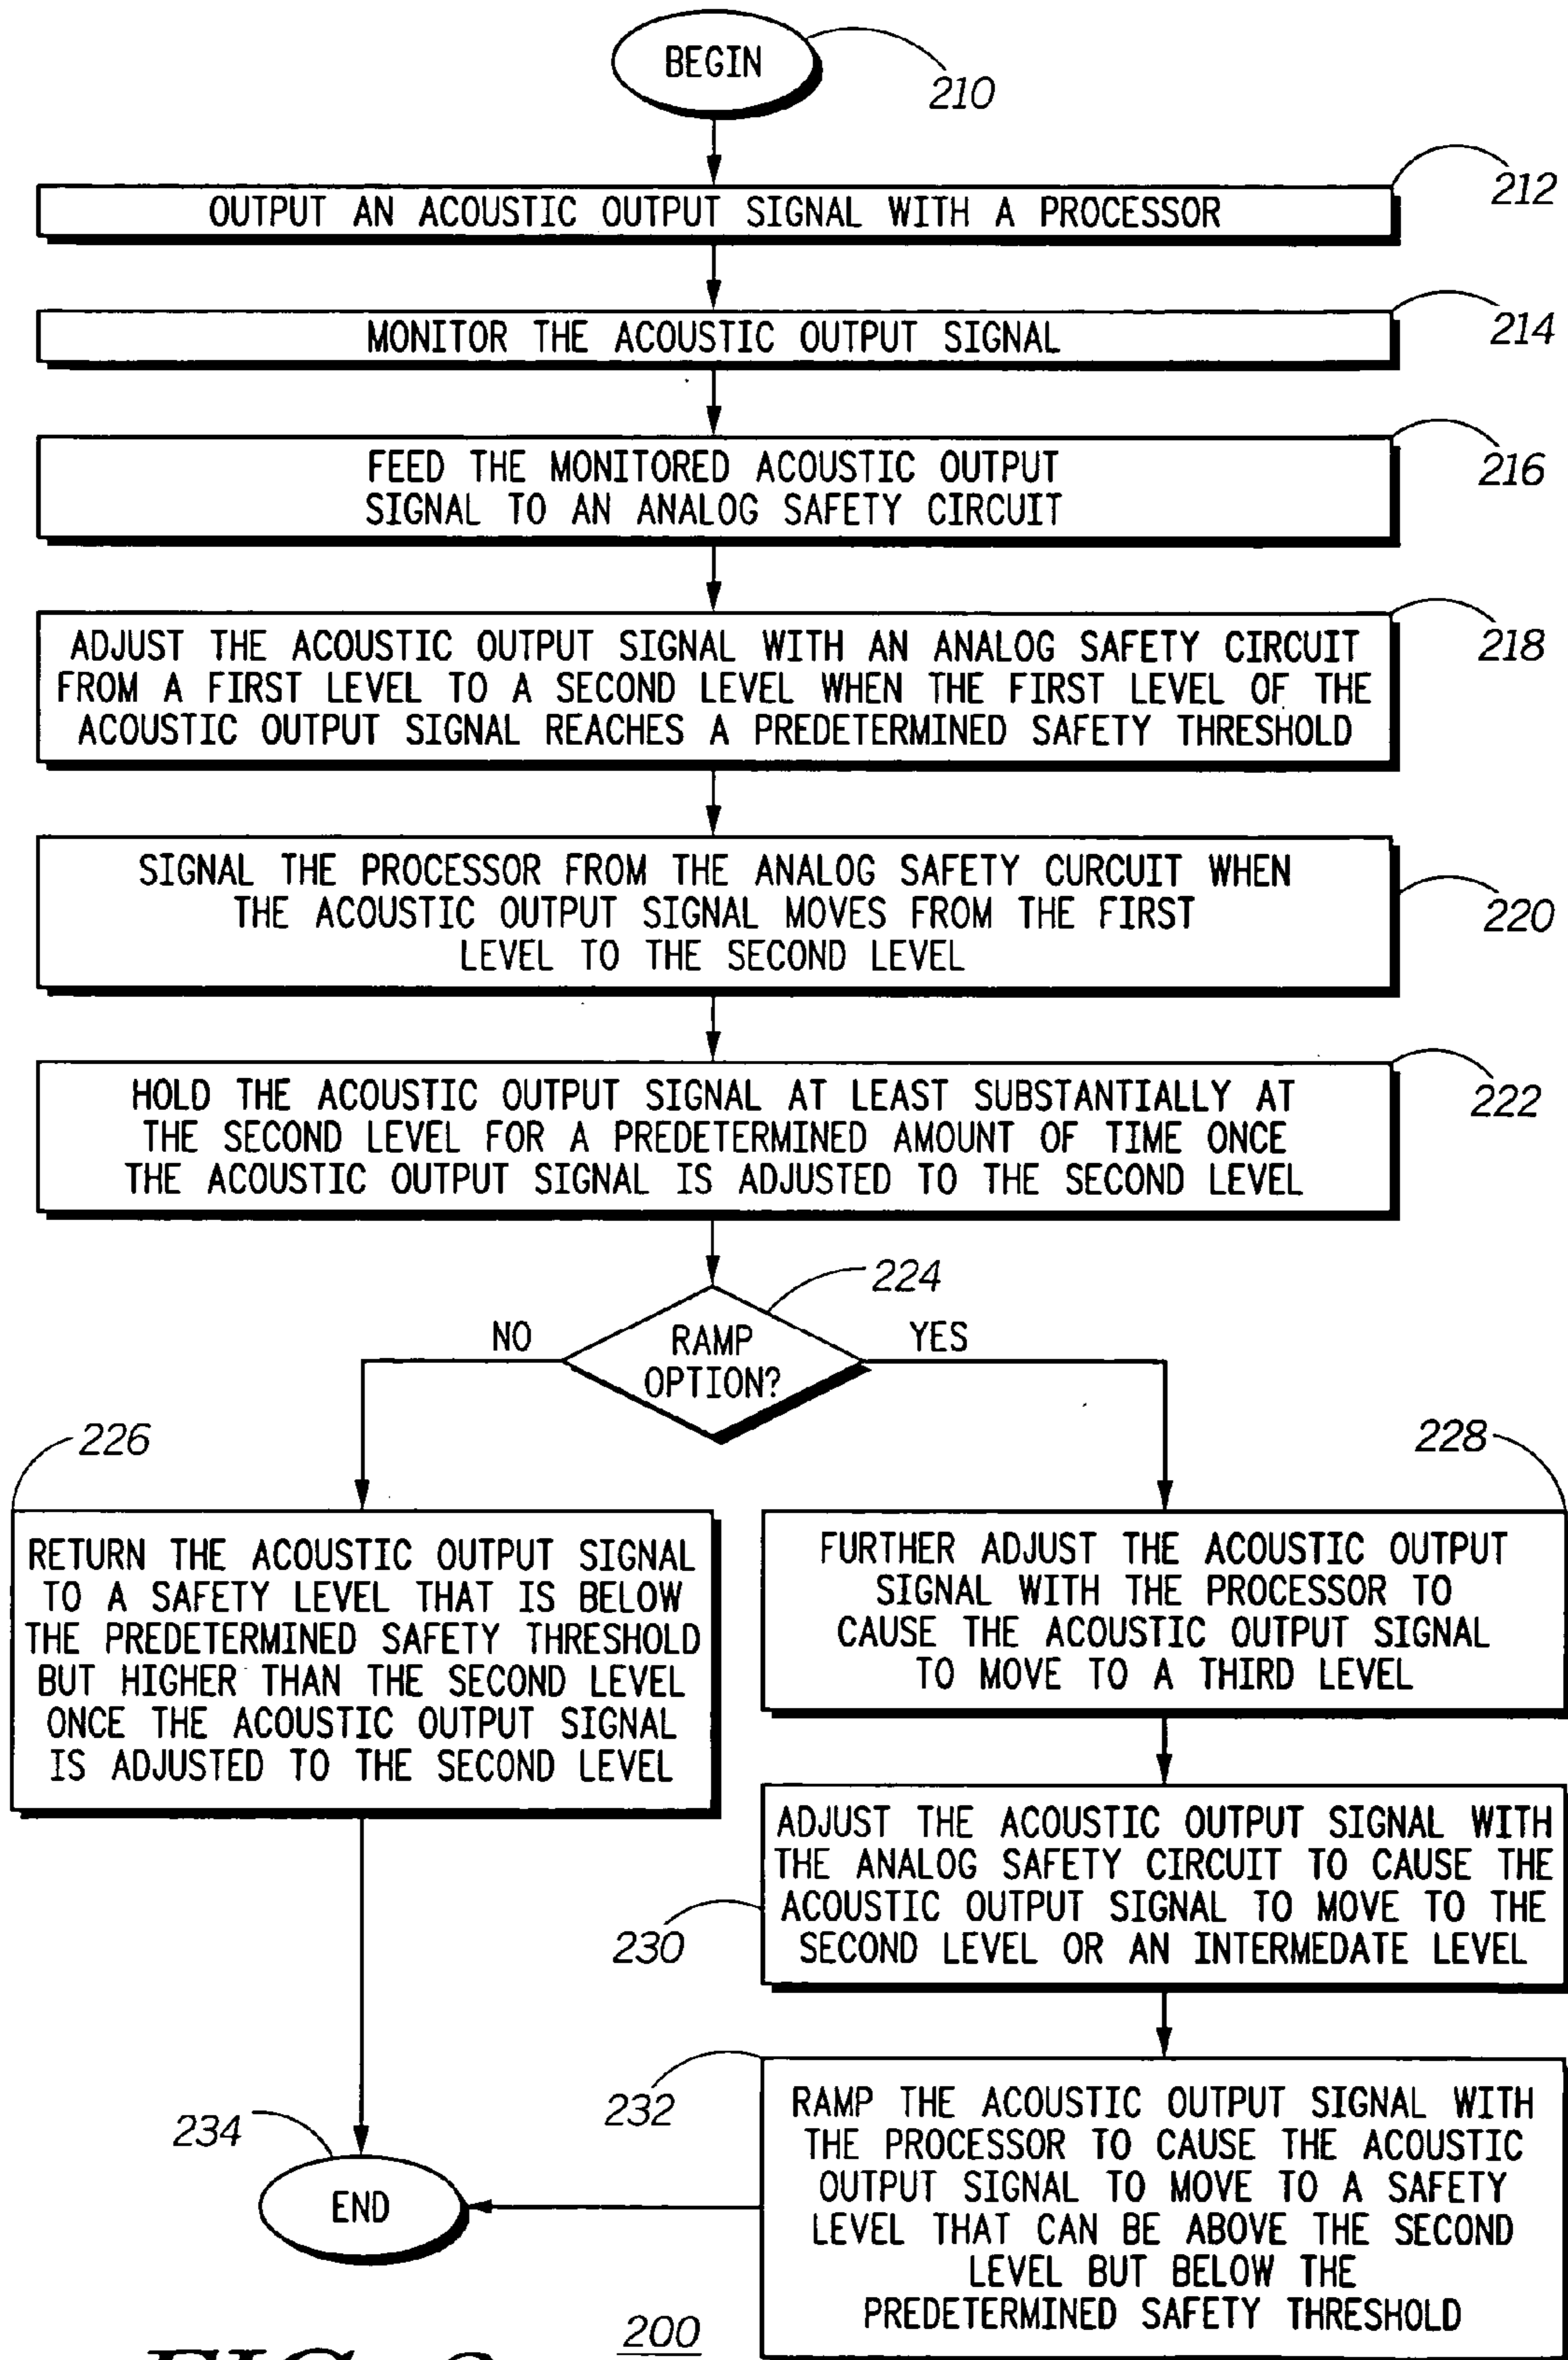 BEGIN
210
OUTPUT AN ACOUSTIC OUTPUT SIGNAL WITH A PROCESSOR
212
MONITOR THE ACOUSTIC OUTPUT SIGNAL
214
FEED THE MONITORED ACOUSTIC OUTPUT
SIGNAL TO AN ANALOG SAFETY CIRCUIT
216
ADJUST THE ACOUSTIC OUTPUT SIGNAL WITH AN ANALOG SAFETY CIRCUIT
FROM A FIRST LEVEL TO A SECOND LEVEL WHEN THE FIRST LEVEL OF THE
ACOUSTIC OUTPUT SIGNAL REACHES A PREDETERMINED SAFETY THRESHOLD
218
SIGNAL THE PROCESSOR FROM THE ANALOG SAFETY CURCUIT WHEN
THE ACOUSTIC OUTPUT SIGNAL MOVES FROM THE FIRST
LEVEL TO THE SECOND LEVEL
220
HOLD THE ACOUSTIC OUTPUT SIGNAL AT LEAST SUBSTANTIALLY AT
THE SECOND LEVEL FOR A PREDETERMINED AMOUNT OF TIME ONCE
THE ACOUSTIC OUTPUT SIGNAL IS ADJUSTED TO THE SECOND LEVEL
222
224
NO
RAMP
OPTION?
YES
226
RETURN THE ACOUSTIC OUTPUT SIGNAL
TO A SAFETY LEVEL THAT IS BELOW
THE PREDETERMINED SAFETY THRESHOLD
BUT HIGHER THAN THE SECOND LEVEL
ONCE THE ACOUSTIC OUTPUT SIGNAL
IS ADJUSTED TO THE SECOND LEVEL
228
FURTHER ADJUST THE ACOUSTIC OUTPUT
SIGNAL WITH THE PROCESSOR TO
CAUSE THE ACOUSTIC OUTPUT SIGNAL
TO MOVE TO A THIRD LEVEL
ADJUST THE ACOUSTIC OUTPUT SIGNAL WITH
THE ANALOG SAFETY CIRCUIT TO CAUSE THE
ACOUSTIC OUTPUT SIGNAL TO MOVE TO THE
SECOND LEVEL OR AN INTERMEDATE LEVEL
230
232
RAMP THE ACOUSTIC OUTPUT SIGNAL WITH
THE PROCESSOR TO CAUSE THE ACOUSTIC
OUTPUT SIGNAL TO MOVE TO A SAFETY
LEVEL THAT CAN BE ABOVE THE SECOND
LEVEL BUT BELOW THE
PREDETERMINED SAFETY THRESHOLD
234
END
200